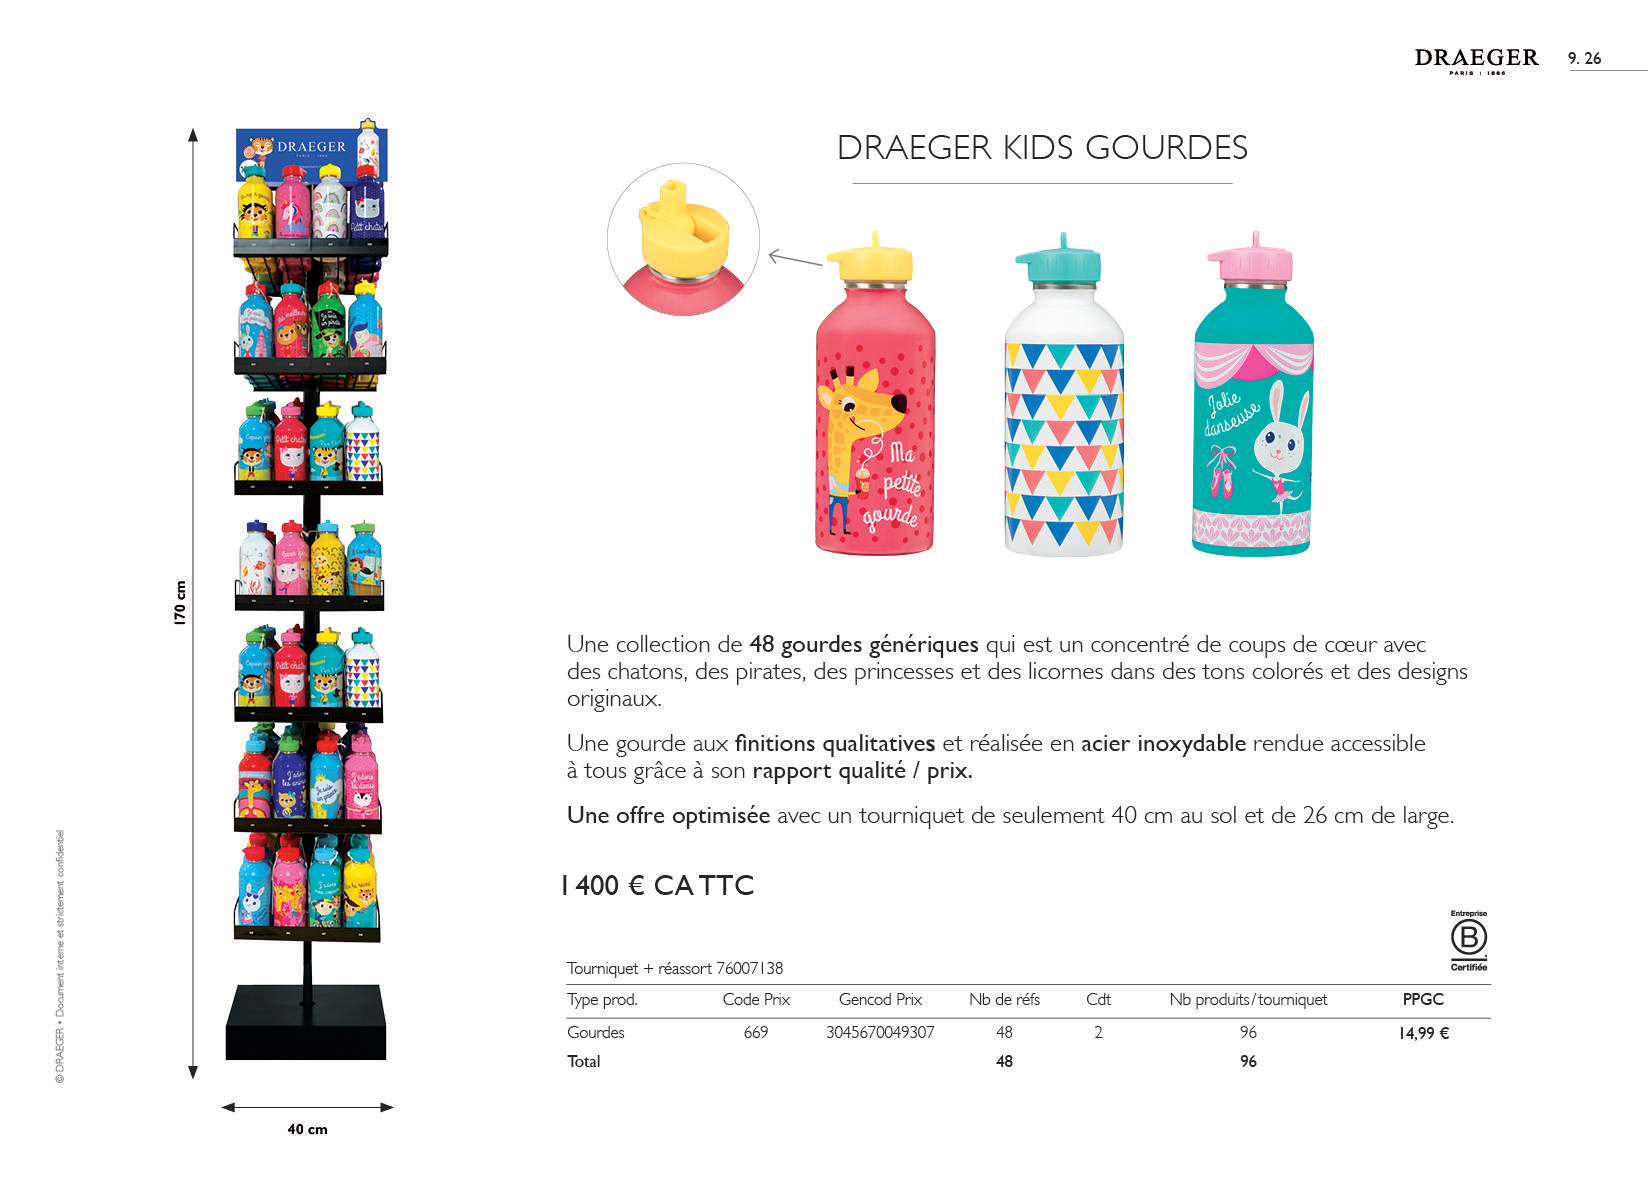 DRAEGER 9. 26
PARIS | 1886
DRAEGER KIDS GOURDES
DRAEGER
PARIS | 1886
170 cm
40 cm
Ma
petite
gourde
Jolie
danseuse
Une collection de 48 gourdes génériques qui est un concentré de coups de cœur avec
des chatons, des pirates, des princesses et des licornes dans des tons colorés et des designs
originaux.
Une gourde aux finitions qualitatives et réalisée en acier inoxydable rendue accessible
à tous grâce à son rapport qualité / prix.
Une offre optimisée avec un tourniquet de seulement 40 cm au sol et de 26 cm de large.
1 400 € CA TTC
Entreprise
B
Certifiée
Tourniquet + réassort 76007138
Type prod. Code Prix Gencod Prix Nb de réfs Cdt Nb produits/tourniquet PPGC
Gourdes 669 3045670049307 48 2 96 14,99 €
Total 48 96
© DRAEGER • Document interne et strictement confidentiel